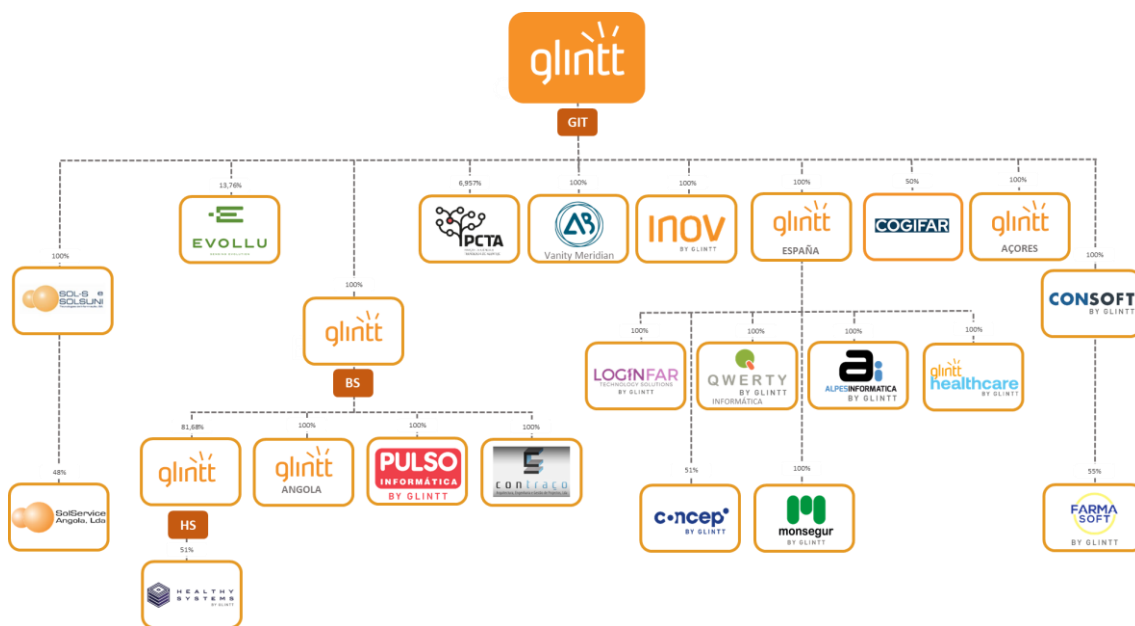 glintt
GIT
13,76%
6,957%
100%
100%
100%
50%
100%
EVOLLU
PCTA
AB
Vanity Meridian
INOV
BY GLINTT
glintt
ESPAÑA
COGIFAR
glintt
AÇORES
100%
100%
100%
SOL-S e
SOLSUNI
glintt
CONSOFT
BY GLINTT
BS
100%
100%
100%
100%
LOGINFAR
TECHNOLOGY SOLUTIONS
BY GLINTT
QWERTY
BY GLINTT
INFORMÁTICA
ai
ALPESINFORMATICA
BY GLINTT
glintt
healthcare
BY GLINTT
81,68%
100%
100%
100%
glintt
glintt
ANGOLA
PULSO
INFORMÁTICA
BY GLINTT
contraço
48%
51%
100%
55%
SolService
Angola, Lda
HS
concep
BY GLINTT
monsegur
BY GLINTT
FARMA
SOFT
BY GLINTT
51%
HEALTHY
SYSTEMS
BY GLINTT